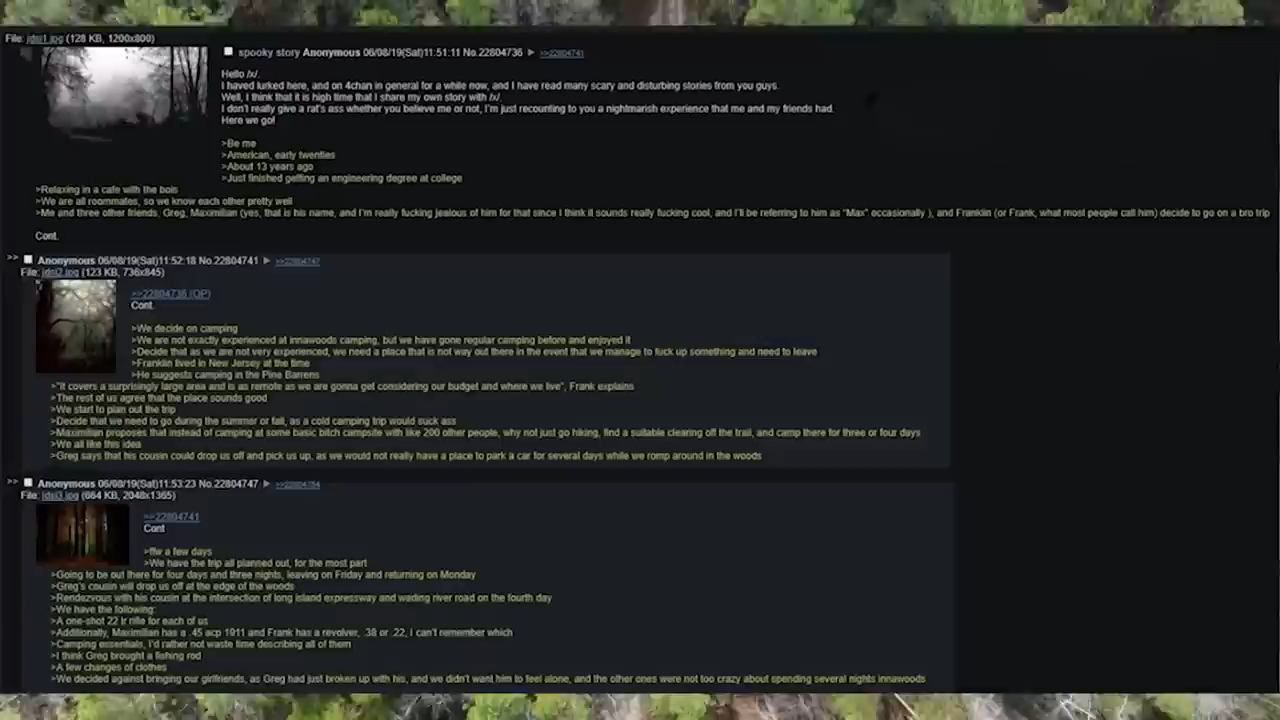 File: jdsl1.jpg (128 KB, 1200x800)
spooky story Anonymous 06/08/19(Sat)11:51:11 No.22804736 ▶ >>22804741
Hello /x/.
I haved lurked here, and on 4chan in general for a while now, and I have read many scary and disturbing stories from you guys.
Well, I think that it is high time that I share my own story with /x/.
I don't really give a rat's ass whether you believe me or not, I'm just recounting to you a nightmarish experience that me and my friends had.
Here we go!
>Be me
>American, early twenties
>About 13 years ago
>Just finished getting an engineering degree at college
>Relaxing in a cafe with the bois
>We are all roommates, so we know each other pretty well
>Me and three other friends, Greg, Maximilian (yes, that is his name, and I'm really fucking jealous of him for that since I think it sounds really fucking cool, and I'll be referring to him as "Max" occasionally ), and Franklin (or Frank, what most people call him) decide to go on a bro trip
Cont.
>> Anonymous 06/08/19(Sat)11:52:18 No.22804741 ▶ >>22804747
File: jdsl2.jpg (123 KB, 736x845)
>>22804736 (OP)
Cont.
>We decide on camping
>We are not exactly experienced at innawoods camping, but we have gone regular camping before and enjoyed it
>Decide that as we are not very experienced, we need a place that is not way out there in the event that we manage to fuck up something and need to leave
>Franklin lived in New Jersey at the time
>He suggests camping in the Pine Barrens
>"It covers a surprisingly large area and is as remote as we are gonna get considering our budget and where we live", Frank explains
>The rest of us agree that the place sounds good
>We start to plan out the trip
>Decide that we need to go during the summer or fall, as a cold camping trip would suck ass
>Maximilian proposes that instead of camping at some basic bitch campsite with like 200 other people, why not just go hiking, find a suitable clearing off the trail, and camp there for three or four days
>We all like this idea
>Greg says that his cousin could drop us off and pick us up, as we would not really have a place to park a car for several days while we romp around in the woods
>> Anonymous 06/08/19(Sat)11:53:23 No.22804747 ▶ >>22804754
File: jdsl3.jpg (664 KB, 2048x1365)
>>22804741
Cont
>ffw a few days
>We have the trip all planned out, for the most part
>Going to be out there for four days and three nights, leaving on Friday and returning on Monday
>Greg's cousin will drop us off at the edge of the woods
>Rendezvous with his cousin at the intersection of long island expressway and wading river road on the fourth day
>We have the following:
>A one-shot 22 lr rifle for each of us
>Additionally, Maximilian has a .45 acp 1911 and Frank has a revolver, .38 or .22, I can't remember which
>Camping essentials, I'd rather not waste time describing all of them
>I think Greg brought a fishing rod
>A few changes of clothes
>We decided against bringing our girlfriends, as Greg had just broken up with his, and we didn't want him to feel alone, and the other ones were not too crazy about spending several nights innawoods